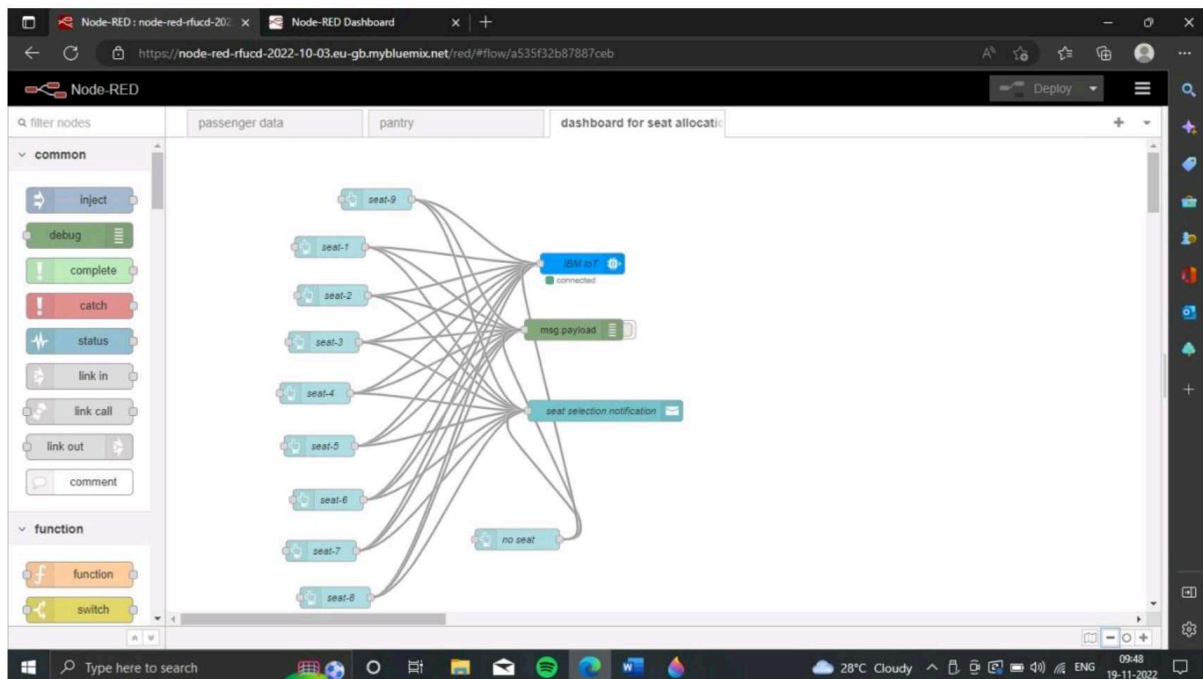 Node-RED : node-red-rfucd-202
Node-RED Dashboard
https://node-red-rfucd-2022-10-03.eu-gb.mybluemix.net/red/#flow/a535f32b87887ceb
Node-RED
Deploy
filter nodes
passenger data
pantry
dashboard for seat allocatio
common
inject
debug
complete
catch
status
link in
link call
link out
comment
function
function
switch
seat-9
seat-1
seat-2
seat-3
seat-4
seat-5
seat-6
seat-7
seat-8
IBM IoT
connected
msg.payload
seat selection notification
no seat
Type here to search
28°C Cloudy
ENG
09:48
19-11-2022